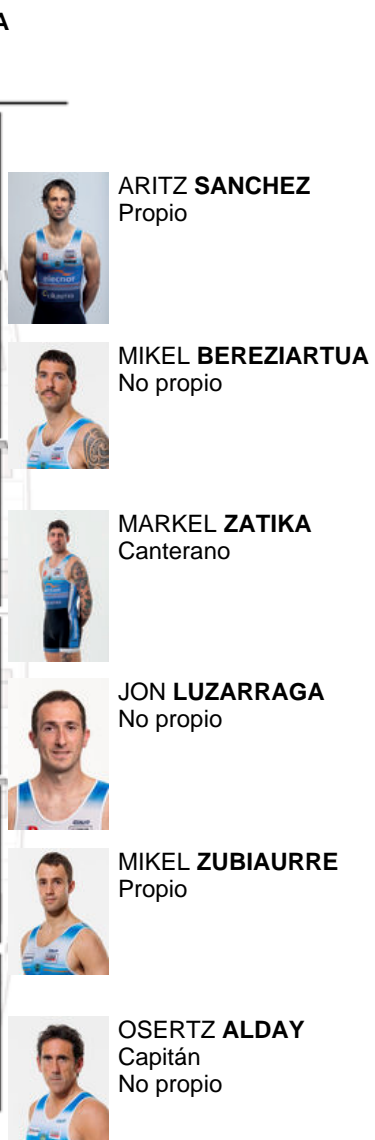 A
ARITZ SANCHEZ
Propio
elecnor
MIKEL BEREZIARTUA
No propio
MARKEL ZATIKA
Canterano
JON LUZARRAGA
No propio
MIKEL ZUBIAURRE
Propio
OSERTZ ALDAY
Capitán
No propio